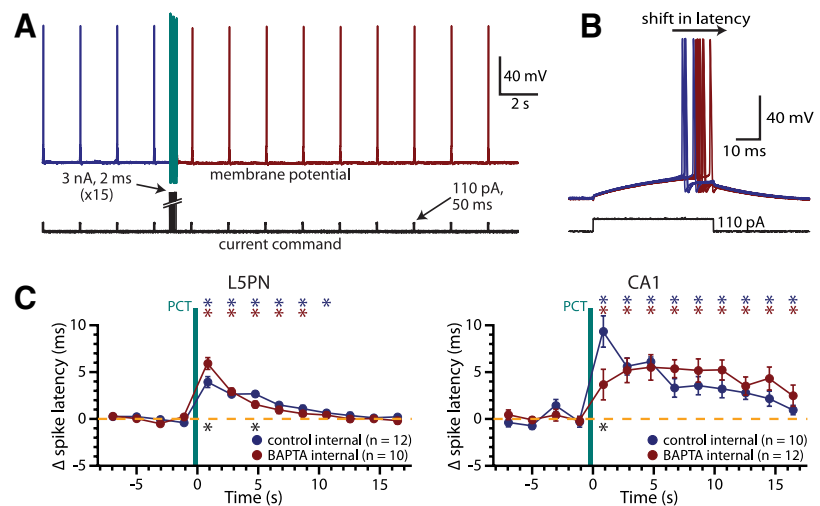 A
40 mV
2 s
membrane potential
3 nA, 2 ms
(x15)
110 pA,
50 ms
current command
B
shift in latency
40 mV
10 ms
110 pA
C
L5PN
PCT
* * * * * *
* * * * *
10
5
0
-5
Δ spike latency (ms)
* *
control internal (n = 12)
BAPTA internal (n = 10)
-5 0 5 10 15
Time (s)
CA1
PCT
* * * * * * * * *
* * * * * * * * *
10
5
0
-5
Δ spike latency (ms)
*
control internal (n = 10)
BAPTA internal (n = 12)
-5 0 5 10 15
Time (s)